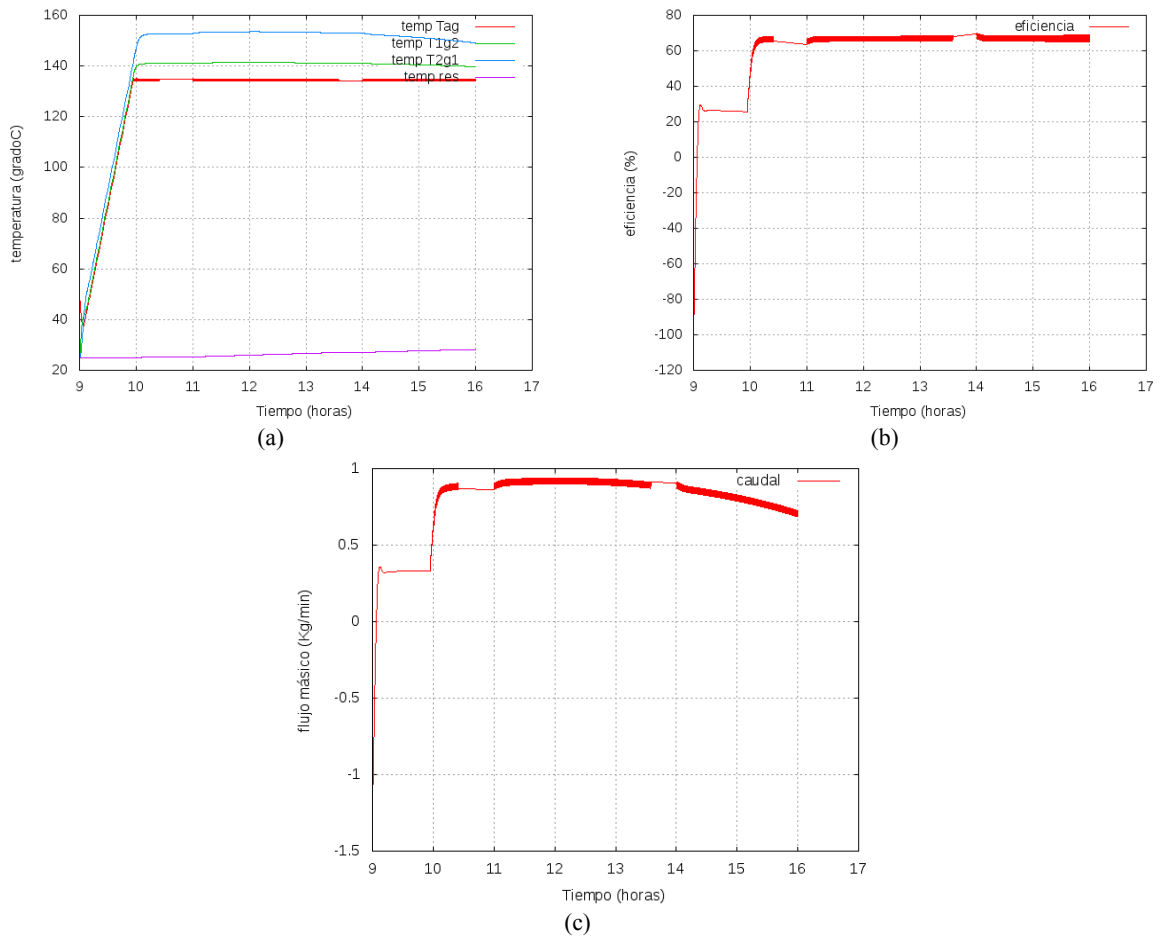 160
140
120
100
80
60
40
20
9 10 11 12 13 14 15 16 17
temperatura (gradoC)
Tiempo (horas)
temp Tag
temp T1g2
temp T2g1
temp res
(a)
80
60
40
20
0
-20
-40
-60
-80
-100
-120
9 10 11 12 13 14 15 16 17
eficiencia (%)
Tiempo (horas)
eficiencia
(b)
1
0.5
0
-0.5
-1
-1.5
9 10 11 12 13 14 15 16 17
flujo másico (Kg/min)
Tiempo (horas)
caudal
(c)